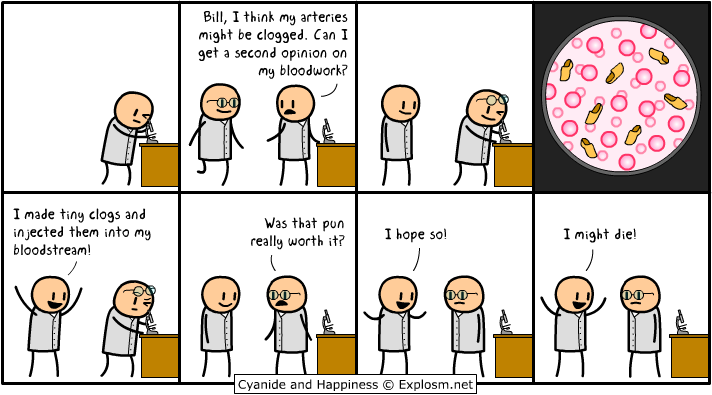 Bill, I think my arteries
might be clogged. Can I
get a second opinion on
my bloodwork?
I made tiny clogs and
injected them into my
bloodstream!
Was that pun
really worth it?
I hope so!
I might die!
Cyanide and Happiness © Explosm.net